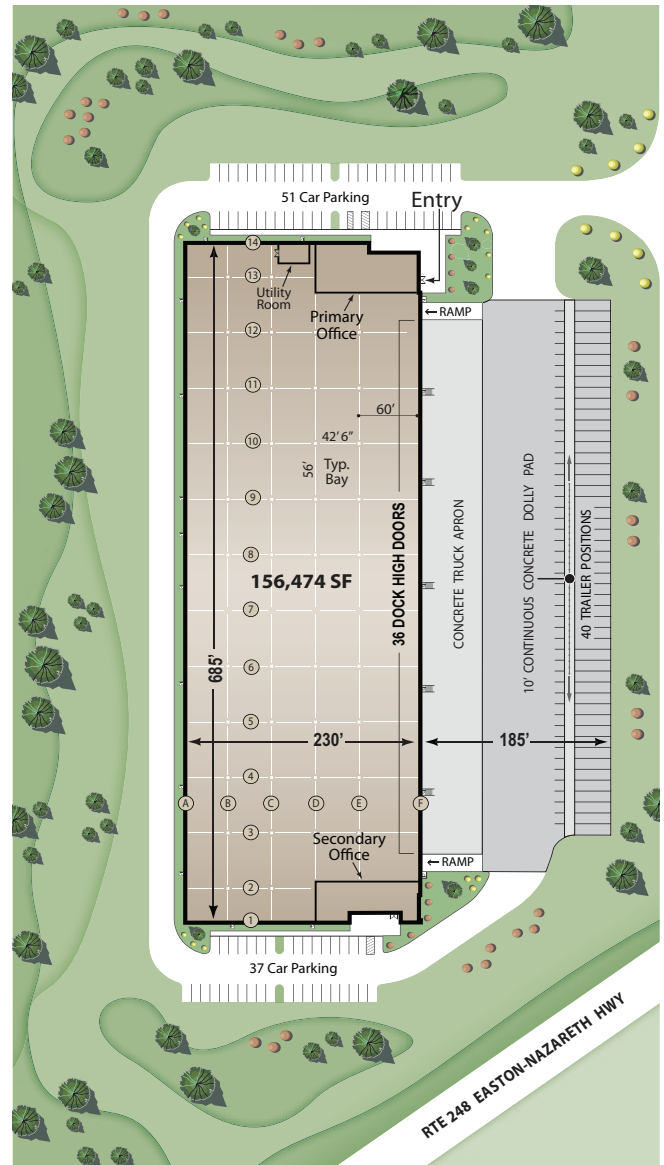 51 Car Parking
Entry
14
13
Utility
Room
Primary
Office
RAMP
12
11
60'
10
42' 6"
56'
Typ.
Bay
9
8
156,474 SF
7
36 DOCK HIGH DOORS
CONCRETE TRUCK APRON
10' CONTINUOUS CONCRETE DOLLY PAD
40 TRAILER POSITIONS
685'
6
5
230'
185'
4
A
B
C
D
E
F
3
Secondary
Office
RAMP
2
1
37 Car Parking
RTE 248 EASTON-NAZARETH HWY